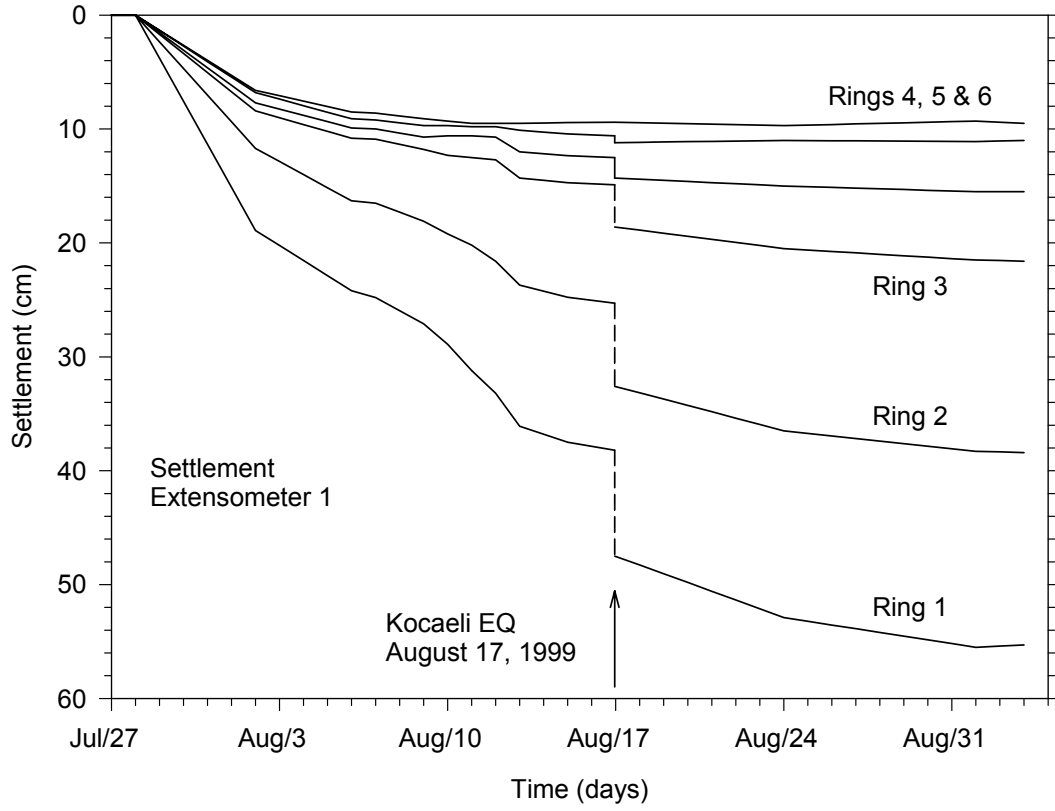 0
10
20
30
40
50
60
Settlement (cm)
Rings 4, 5 & 6
Ring 3
Ring 2
Ring 1
Settlement
Extensometer 1
Kocaeli EQ
August 17, 1999
Jul/27
Aug/3
Aug/10
Aug/17
Aug/24
Aug/31
Time (days)